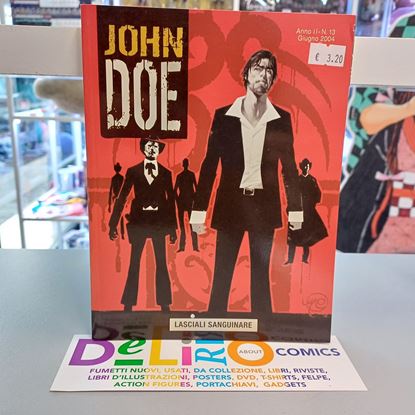 JOHN
DOE
Anno II - N. 13
Giugno 2004
€ 3.20
LASCIALI SANGUINARE
DeLiRiO ABOUT COMICS
FUMETTI NUOVI, USATI, DA COLLEZIONE, LIBRI, RIVISTE,
LIBRI D'ILLUSTRAZIONI, POSTERS, DVD, T-SHIRTS, FELPE,
ACTION FIGURES, PORTACHIAVI, GADGETS